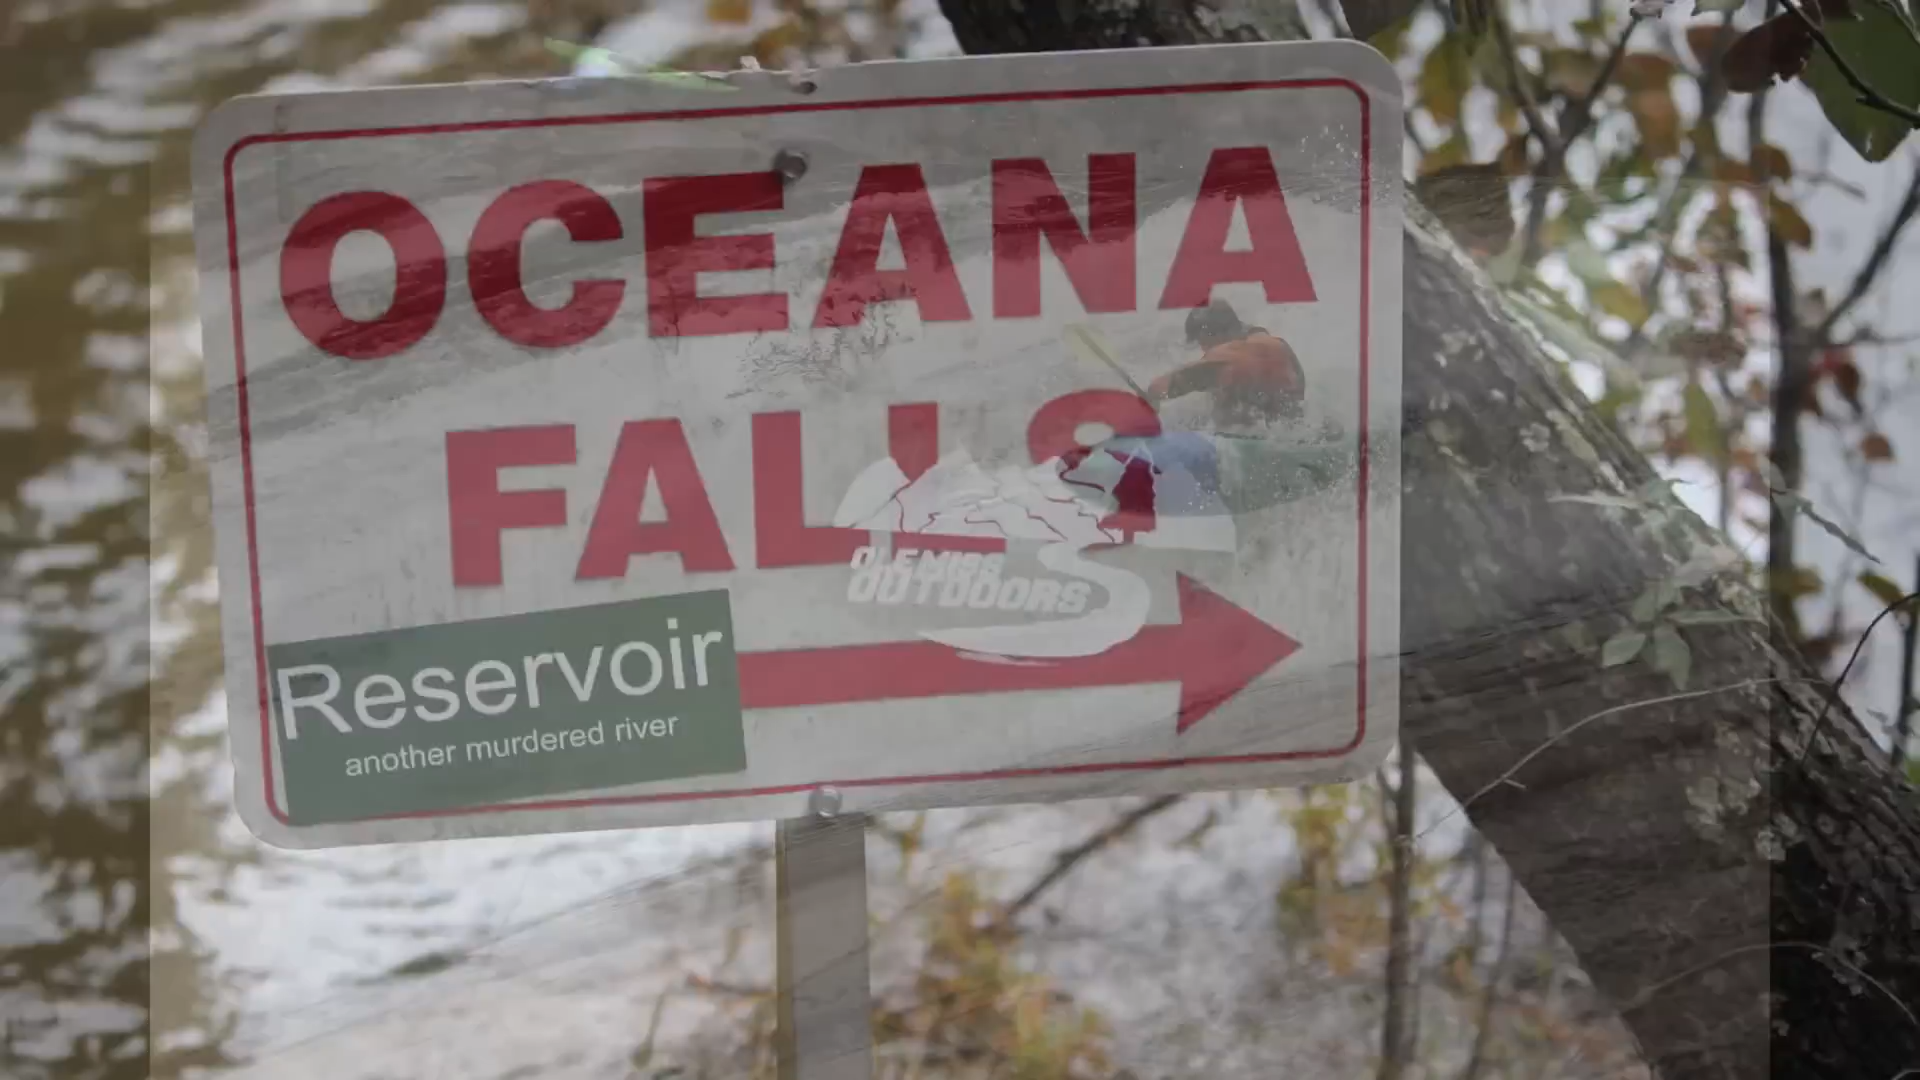 OCEANA
FALLS
OLE MISS
OUTDOORS
Reservoir
another murdered river